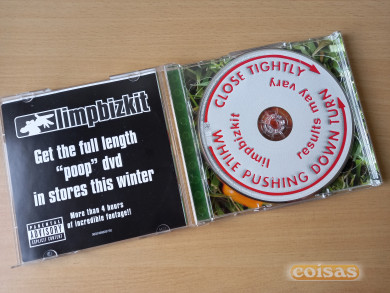 limpbizkit
Get the full length
"poop" dvd
in stores this winter
More than 4 hours
of incredible footage!!
PARENTAL
ADVISORY
EXPLICIT CONTENT
CLOSE TIGHTLY
WHILE PUSHING DOWN TURN
limpbizkit
results may vary
coisas